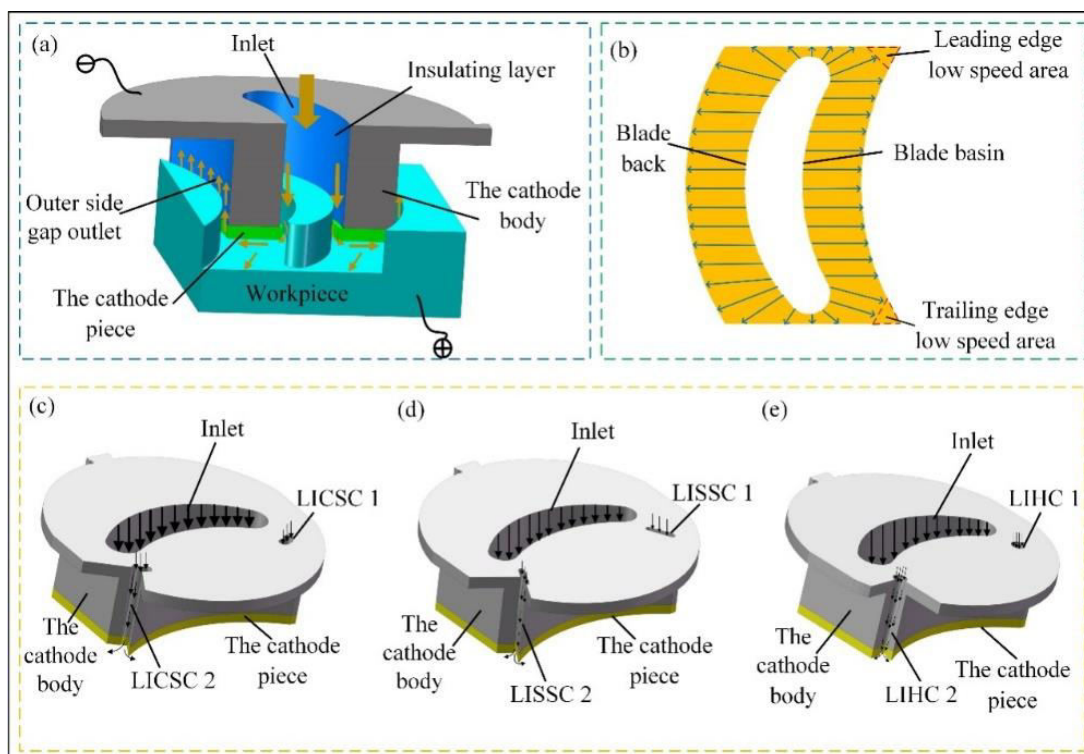 (a)
Inlet
Insulating layer
Outer side
gap outlet
The cathode
body
The cathode
piece
Workpiece
(b)
Leading edge
low speed area
Blade
back
Blade basin
Trailing edge
low speed area
(c)
Inlet
LICSC 1
The
cathode
body
LICSC 2
The cathode
piece
(d)
Inlet
LISSC 1
The
cathode
body
LISSC 2
The cathode
piece
(e)
Inlet
LIHC 1
The
cathode
body
LIHC 2
The cathode
piece